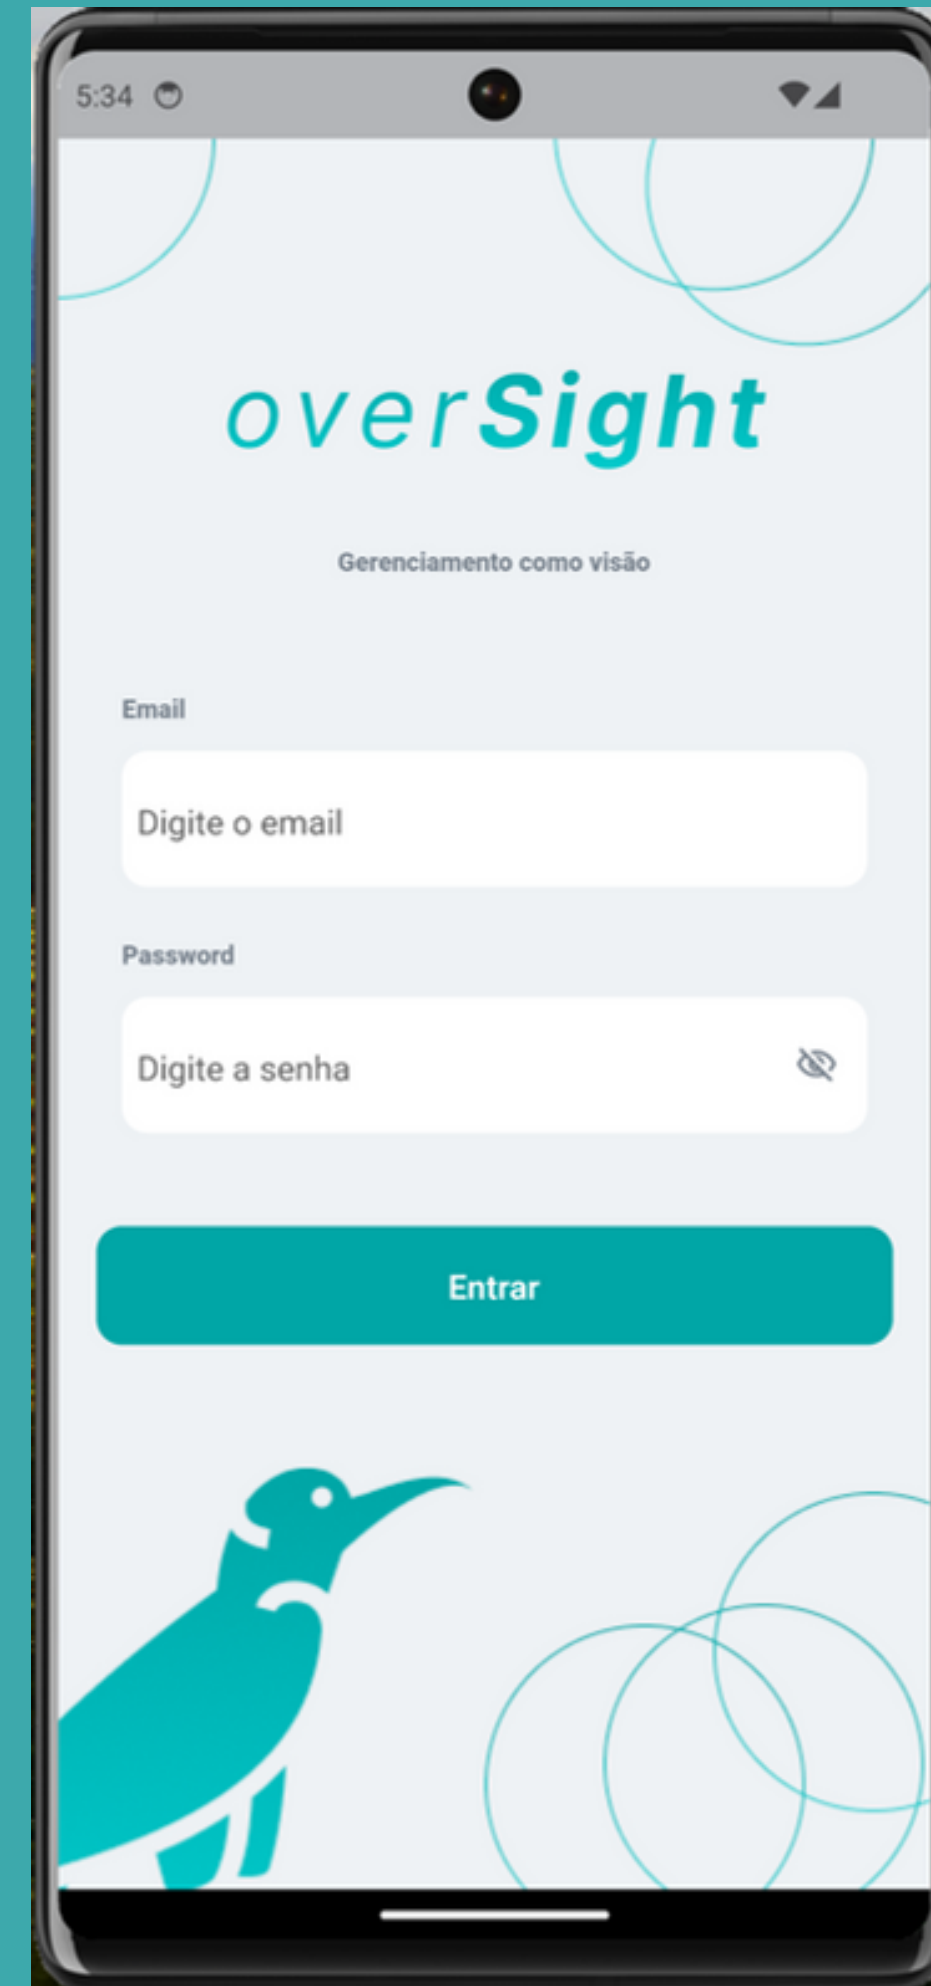 5:34
overSight
Gerenciamento como visão
Email
Digite o email
Password
Digite a senha
Entrar